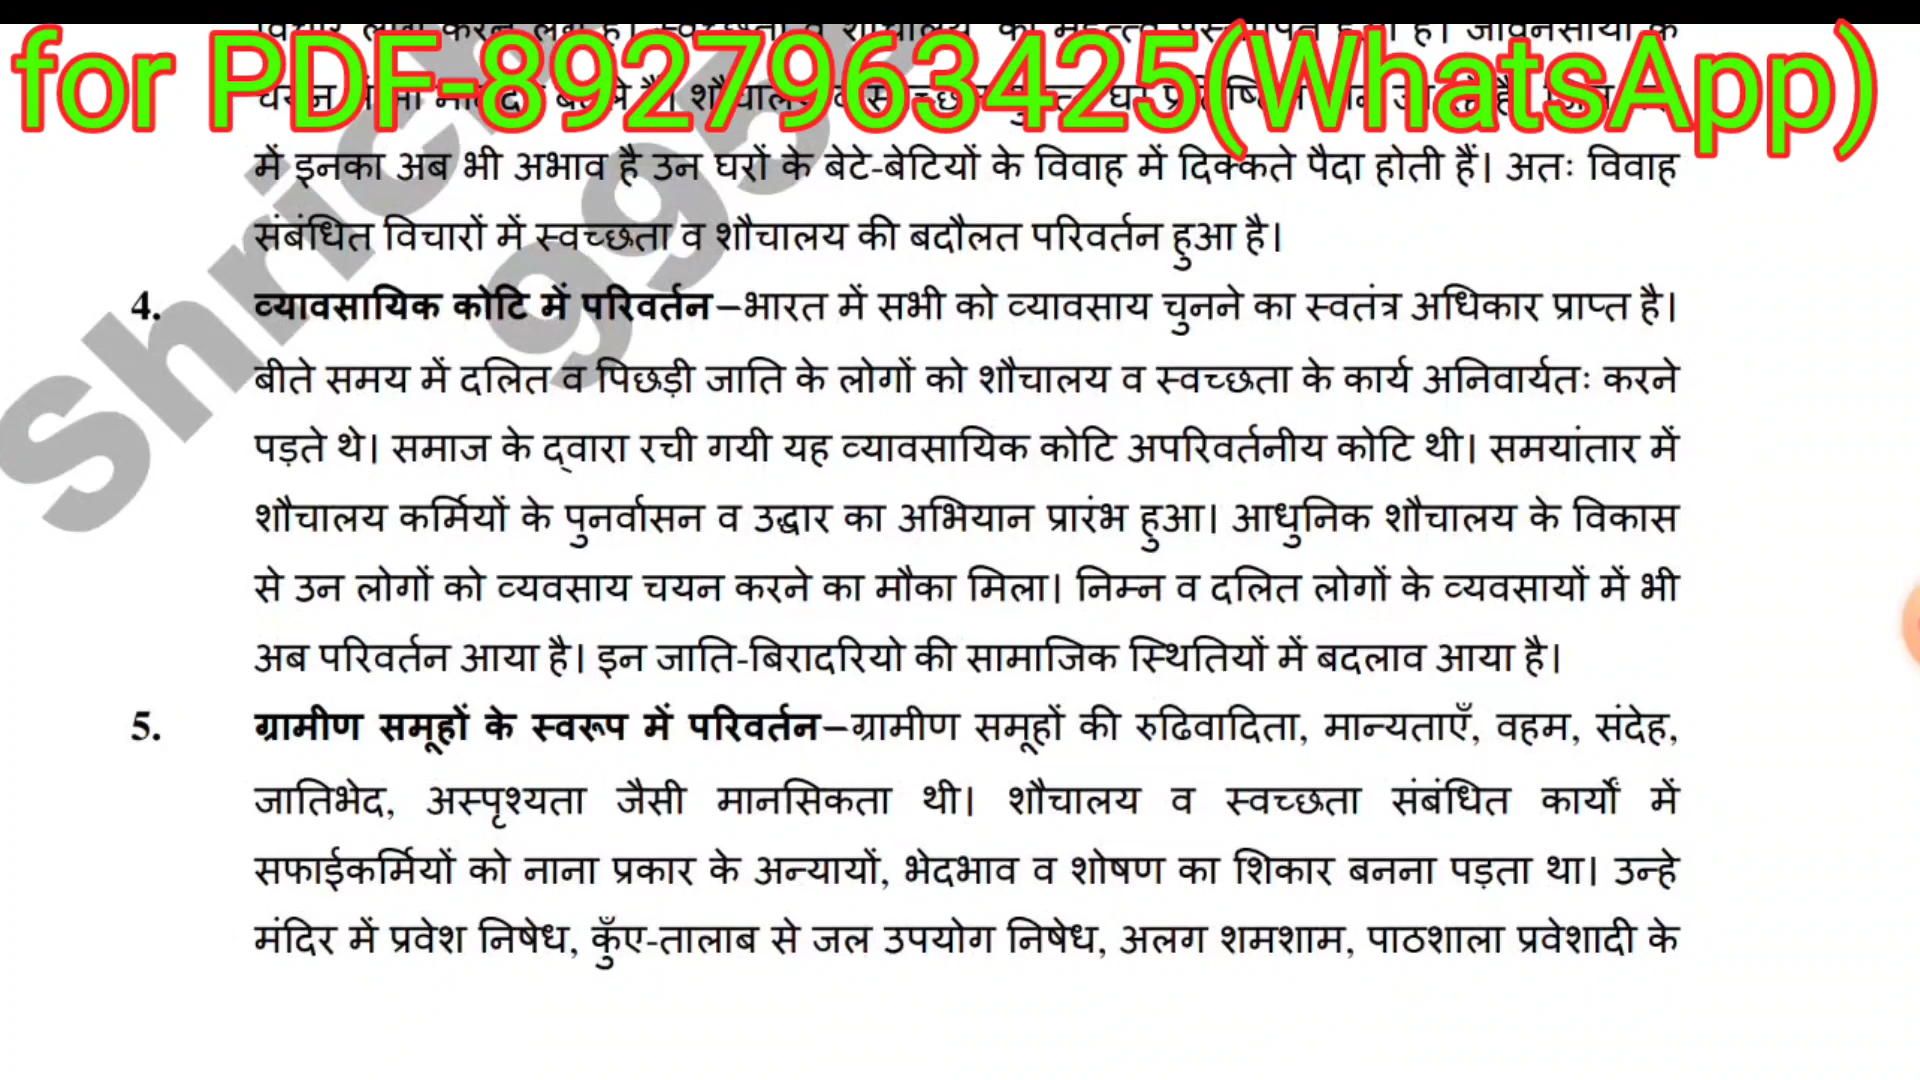 for PDF-8927963425(WhatsApp)
में इनका अब भी अभाव है उन घरों के बेटे-बेटियों के विवाह में दिक्कते पैदा होती हैं। अतः विवाह
संबंधित विचारों में स्वच्छता व शौचालय की बदौलत परिवर्तन हुआ है।
4. व्यावसायिक कोटि में परिवर्तन–भारत में सभी को व्यावसाय चुनने का स्वतंत्र अधिकार प्राप्त है।
बीते समय में दलित व पिछड़ी जाति के लोगों को शौचालय व स्वच्छता के कार्य अनिवार्यतः करने
पड़ते थे। समाज के द्वारा रची गयी यह व्यावसायिक कोटि अपरिवर्तनीय कोटि थी। समयांतार में
शौचालय कर्मियों के पुनर्वासन व उद्धार का अभियान प्रारंभ हुआ। आधुनिक शौचालय के विकास
से उन लोगों को व्यवसाय चयन करने का मौका मिला। निम्न व दलित लोगों के व्यवसायों में भी
अब परिवर्तन आया है। इन जाति-बिरादरियो की सामाजिक स्थितियों में बदलाव आया है।
5. ग्रामीण समूहों के स्वरूप में परिवर्तन–ग्रामीण समूहों की रुढिवादिता, मान्यताएँ, वहम, संदेह,
जातिभेद, अस्पृश्यता जैसी मानसिकता थी। शौचालय व स्वच्छता संबंधित कार्यों में
सफाईकर्मियों को नाना प्रकार के अन्यायों, भेदभाव व शोषण का शिकार बनना पड़ता था। उन्हे
मंदिर में प्रवेश निषेध, कुँए-तालाब से जल उपयोग निषेध, अलग शमशाम, पाठशाला प्रवेशादी के